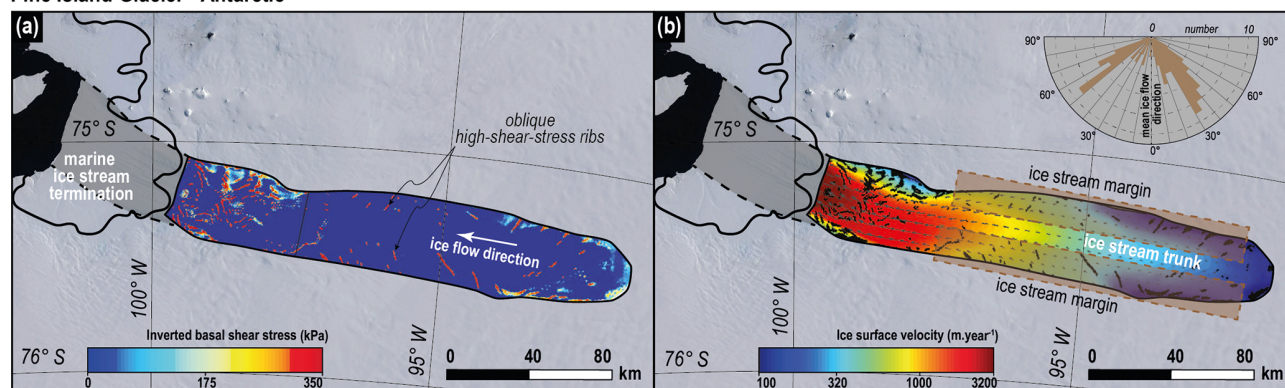 Pine Island Glacier - Antarctic
(a)
75° S
marine
ice stream
termination
oblique
high-shear-stress ribs
ice flow direction
100° W
95° W
Inverted basal shear stress (kPa)
0
175
350
76° S
0
40
80
km
(b)
0
number
10
90°
90°
60°
60°
30°
30°
0°
mean ice flow
direction
75° S
ice stream margin
ice stream trunk
ice stream margin
100° W
95° W
Ice surface velocity (m.year⁻¹)
100
320
1000
3200
76° S
0
40
80
km